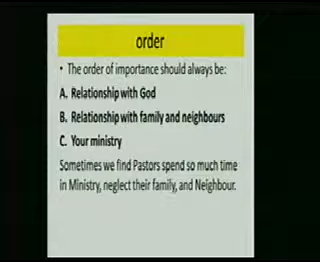 order
• The order of importance should always be:
A. Relationship with God
B. Relationship with family and neighbours
C. Your ministry
Sometimes we find Pastors spend so much time
in Ministry, neglect their family, and Neighbour.